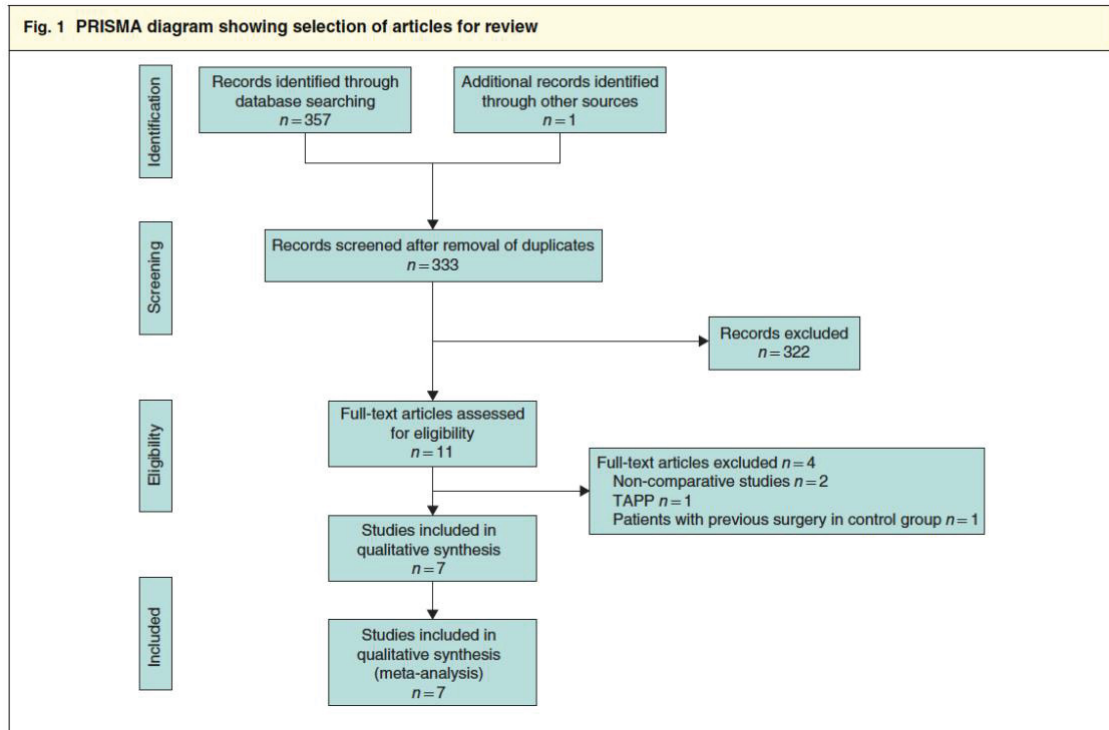 Fig. 1 PRISMA diagram showing selection of articles for review
Identification
Records identified through
database searching
n=357
Additional records identified
through other sources
n=1
Screening
Records screened after removal of duplicates
n=333
Records excluded
n=322
Eligibility
Full-text articles assessed
for eligibility
n=11
Full-text articles excluded n=4
Non-comparative studies n=2
TAPP n=1
Patients with previous surgery in control group n=1
Studies included in
qualitative synthesis
n=7
Included
Studies included in
qualitative synthesis
(meta-analysis)
n=7